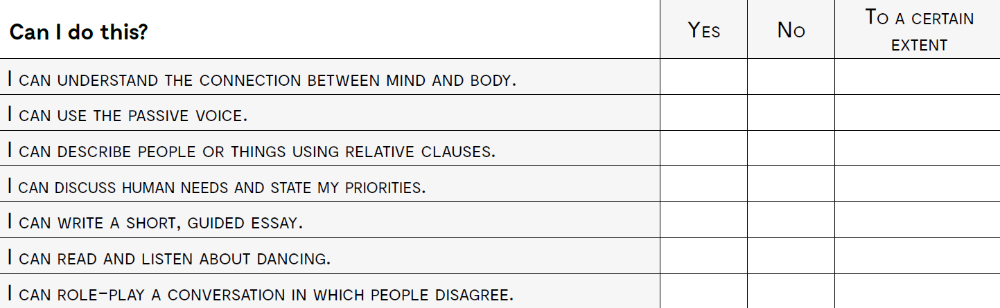 Can I do this?
Yes
No
To a certain
extent
I can understand the connection between mind and body.
I can use the passive voice.
I can describe people or things using relative clauses.
I can discuss human needs and state my priorities.
I can write a short, guided essay.
I can read and listen about dancing.
I can role-play a conversation in which people disagree.